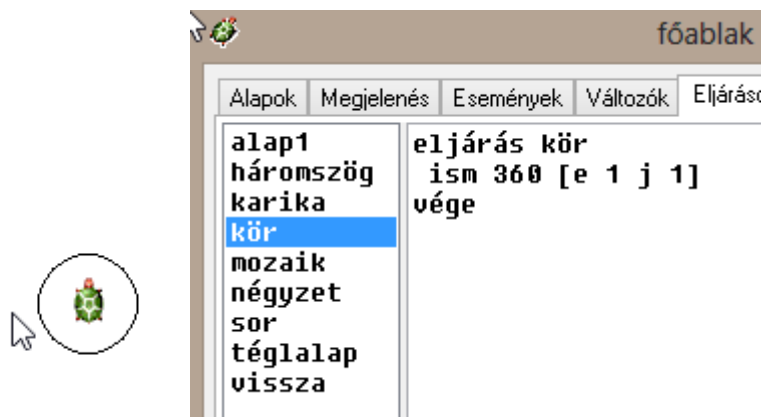 főablak
Alapok Megjelenés Események Változók
alap1
háromszög
karika
kör
mozaik
négyzet
sor
téglalap
vissza
eljárás kör
ism 360 [e 1 j 1]
vége